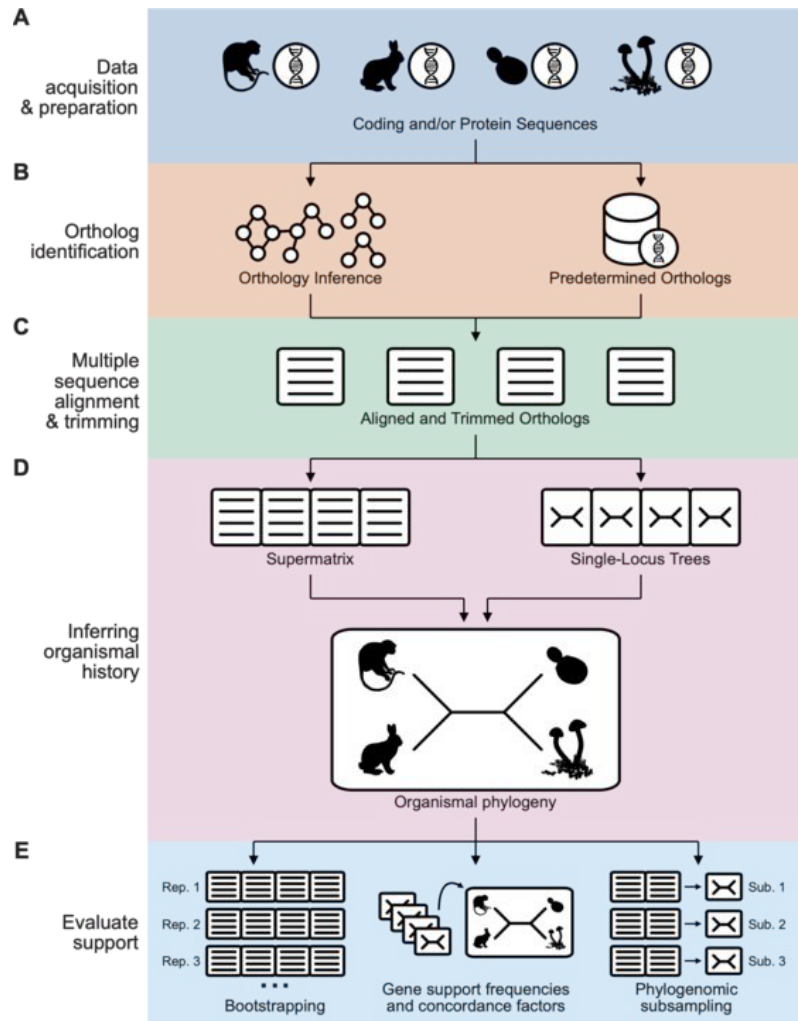 A
Data
acquisition
& preparation
Coding and/or Protein Sequences
B
Ortholog
identification
Orthology Inference
Predetermined Orthologs
C
Multiple
sequence
alignment
& trimming
Aligned and Trimmed Orthologs
D
Inferring
organismal
history
Supermatrix
Single-Locus Trees
Organismal phylogeny
E
Evaluate
support
Rep. 1
Rep. 2
Rep. 3
...
Bootstrapping
Gene support frequencies
and concordance factors
Sub. 1
Sub. 2
Sub. 3
Phylogenomic
subsampling